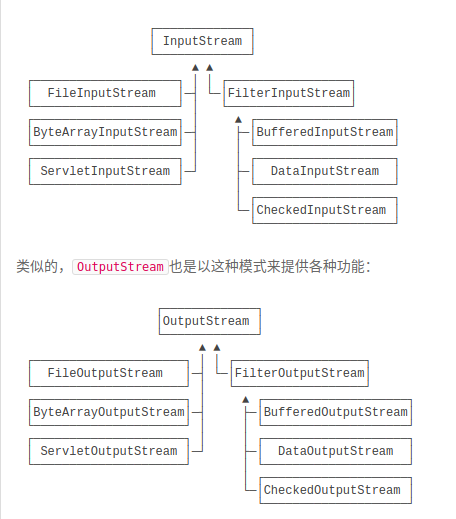 InputStream
FileInputStream FilterInputStream
ByteArrayInputStream BufferedInputStream
ServletInputStream DataInputStream
CheckedInputStream
类似的，OutputStream也是以这种模式来提供各种功能：
OutputStream
FileOutputStream FilterOutputStream
ByteArrayOutputStream BufferedOutputStream
ServletOutputStream DataOutputStream
CheckedOutputStream